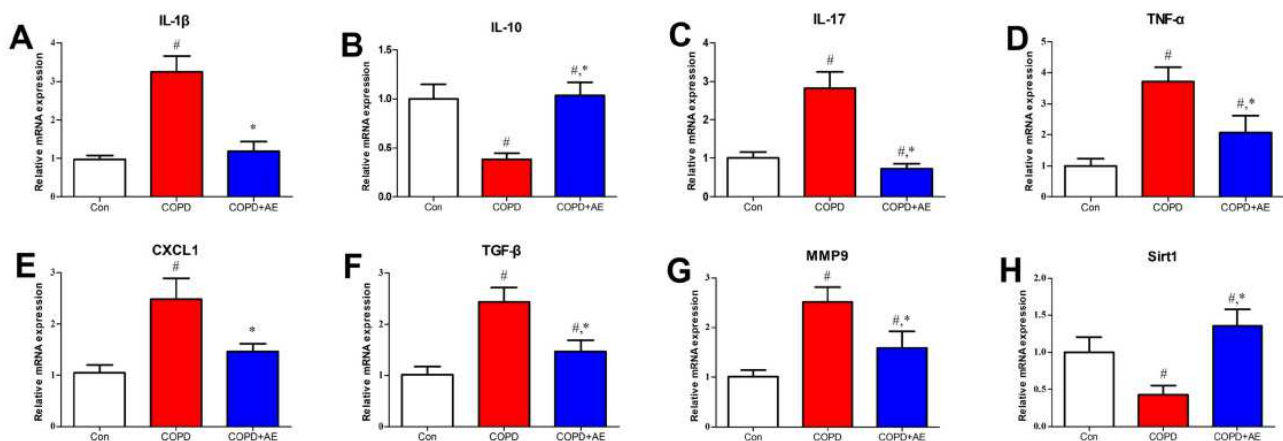 A
IL-1β
Relative mRNA expression
4
3
2
1
0
#
*
Con COPD COPD+AE
B
IL-10
Relative mRNA expression
1.5
1.0
0.5
0.0
#
#,*
Con COPD COPD+AE
C
IL-17
Relative mRNA expression
4
3
2
1
0
#
#,*
Con COPD COPD+AE
D
TNF-α
Relative mRNA expression
5
4
3
2
1
0
#
#,*
Con COPD COPD+AE
E
CXCL1
Relative mRNA expression
3
2
1
0
#
*
Con COPD COPD+AE
F
TGF-β
Relative mRNA expression
3
2
1
0
#
#,*
Con COPD COPD+AE
G
MMP9
Relative mRNA expression
3
2
1
0
#
#,*
Con COPD COPD+AE
H
Sirt1
Relative mRNA expression
2.0
1.5
1.0
0.5
0.0
#
#,*
Con COPD COPD+AE